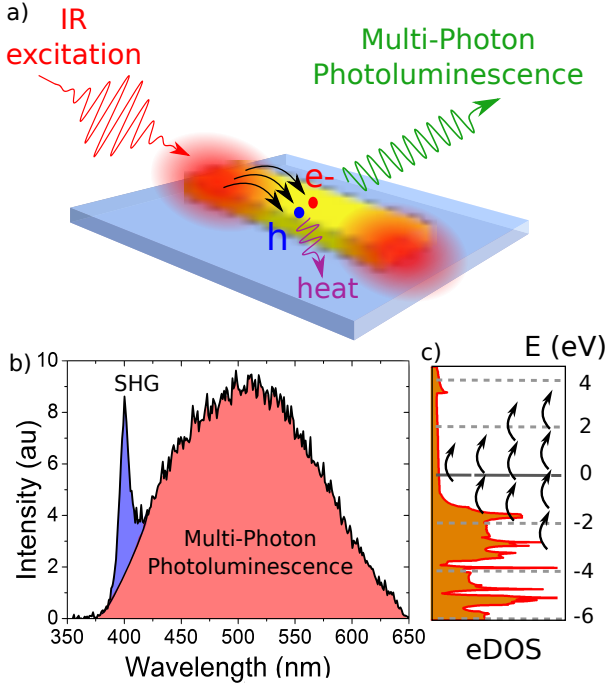 a)
IR
excitation
Multi-Photon
Photoluminescence
e-
h
heat
b)
10
8
6
4
2
0
Intensity (au)
SHG
Multi-Photon
Photoluminescence
350 400 450 500 550 600 650
Wavelength (nm)
c) E (eV)
4
2
0
-2
-4
-6
eDOS